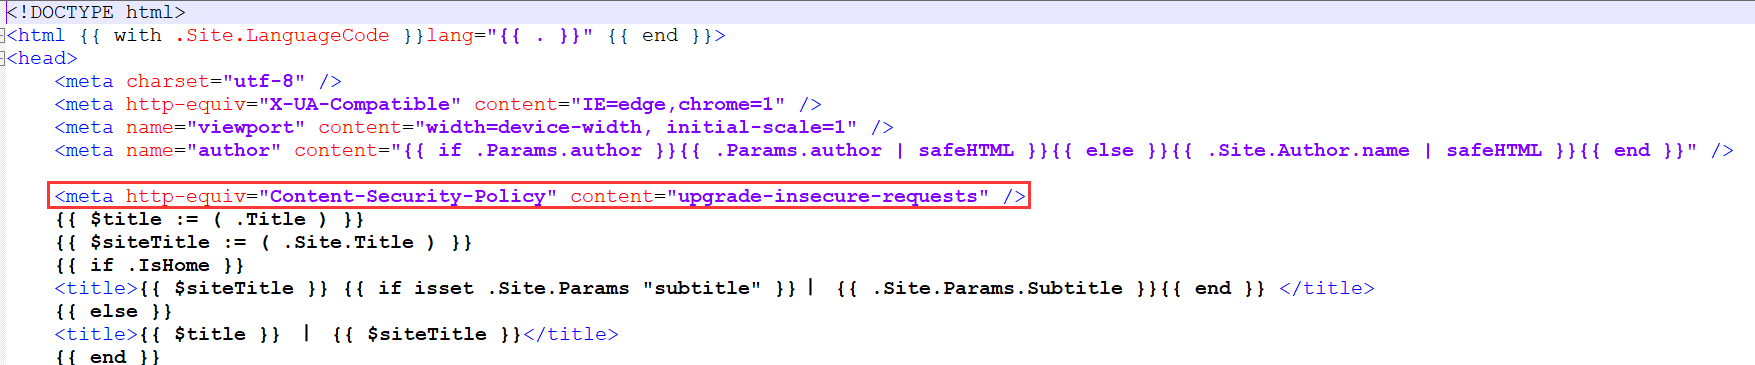 <!DOCTYPE html>
<html {{ with .Site.LanguageCode }}lang="{{ . }}" {{ end }}>
<head>
    <meta charset="utf-8" />
    <meta http-equiv="X-UA-Compatible" content="IE=edge,chrome=1" />
    <meta name="viewport" content="width=device-width, initial-scale=1" />
    <meta name="author" content="{{ if .Params.author }}{{ .Params.author | safeHTML }}{{ else }}{{ .Site.Author.name | safeHTML }}{{ end }}" />
    <meta http-equiv="Content-Security-Policy" content="upgrade-insecure-requests" />
    {{ $title := ( .Title ) }}
    {{ $siteTitle := ( .Site.Title ) }}
    {{ if .IsHome }}
    <title>{{ $siteTitle }} {{ if isset .Site.Params "subtitle" }}｜ {{ .Site.Params.Subtitle }}{{ end }} </title>
    {{ else }}
    <title>{{ $title }} ｜ {{ $siteTitle }}</title>
    {{ end }}